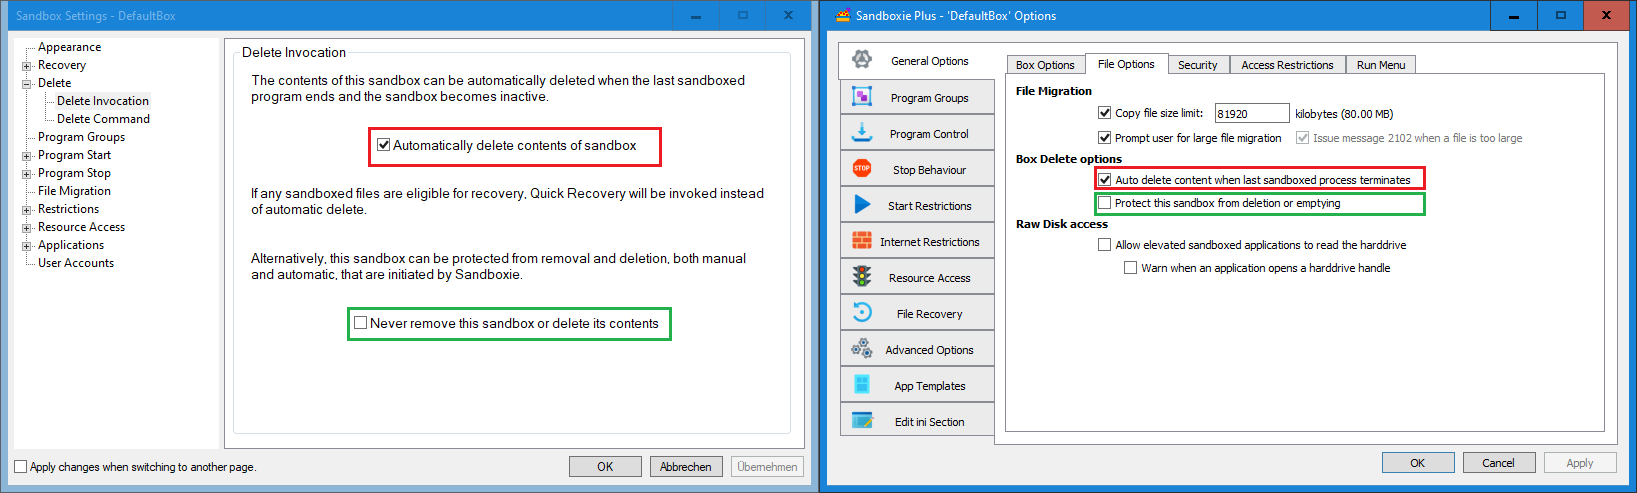 Sandbox Settings - DefaultBox
Appearance
Recovery
Delete
Delete Invocation
Delete Command
Program Groups
Program Start
Program Stop
File Migration
Restrictions
Resource Access
Applications
User Accounts
Delete Invocation
The contents of this sandbox can be automatically deleted when the last sandboxed
program ends and the sandbox becomes inactive.
Automatically delete contents of sandbox
If any sandboxed files are eligible for recovery, Quick Recovery will be invoked instead
of automatic delete.
Alternatively, this sandbox can be protected from removal and deletion, both manual
and automatic, that are initiated by Sandboxie.
Never remove this sandbox or delete its contents
Apply changes when switching to another page.
OK
Abbrechen
Übernehmen
Sandboxie Plus - 'DefaultBox' Options
General Options
Program Groups
Program Control
STOP
Stop Behaviour
Start Restrictions
Internet Restrictions
Resource Access
File Recovery
Advanced Options
App Templates
Edit ini Section
Box Options
File Options
Security
Access Restrictions
Run Menu
File Migration
Copy file size limit: 81920 kilobytes (80.00 MB)
Prompt user for large file migration Issue message 2102 when a file is too large
Box Delete options
Auto delete content when last sandboxed process terminates
Protect this sandbox from deletion or emptying
Raw Disk access
Allow elevated sandboxed applications to read the harddrive
Warn when an application opens a harddrive handle
OK
Cancel
Apply